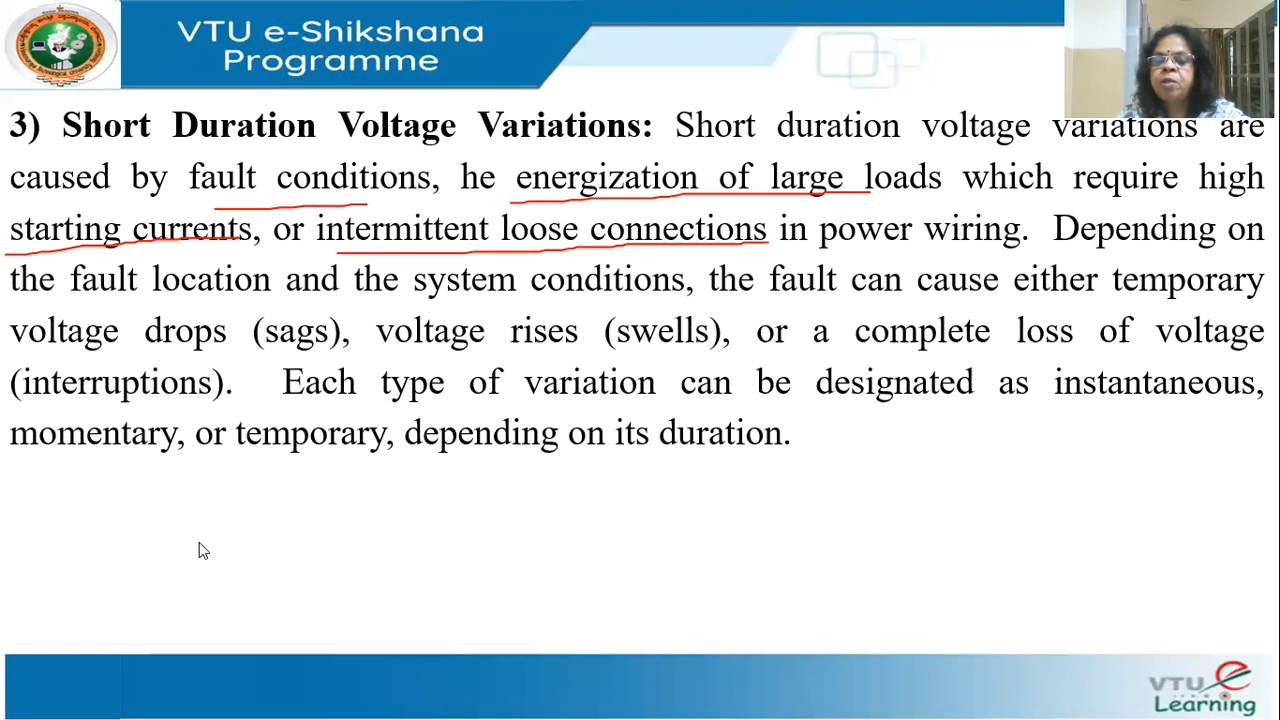 VTU e-Shikshana
Programme
3) Short Duration Voltage Variations: Short duration voltage variations are
caused by fault conditions, he energization of large loads which require high
starting currents, or intermittent loose connections in power wiring. Depending on
the fault location and the system conditions, the fault can cause either temporary
voltage drops (sags), voltage rises (swells), or a complete loss of voltage
(interruptions). Each type of variation can be designated as instantaneous,
momentary, or temporary, depending on its duration.
VTU e
Learning